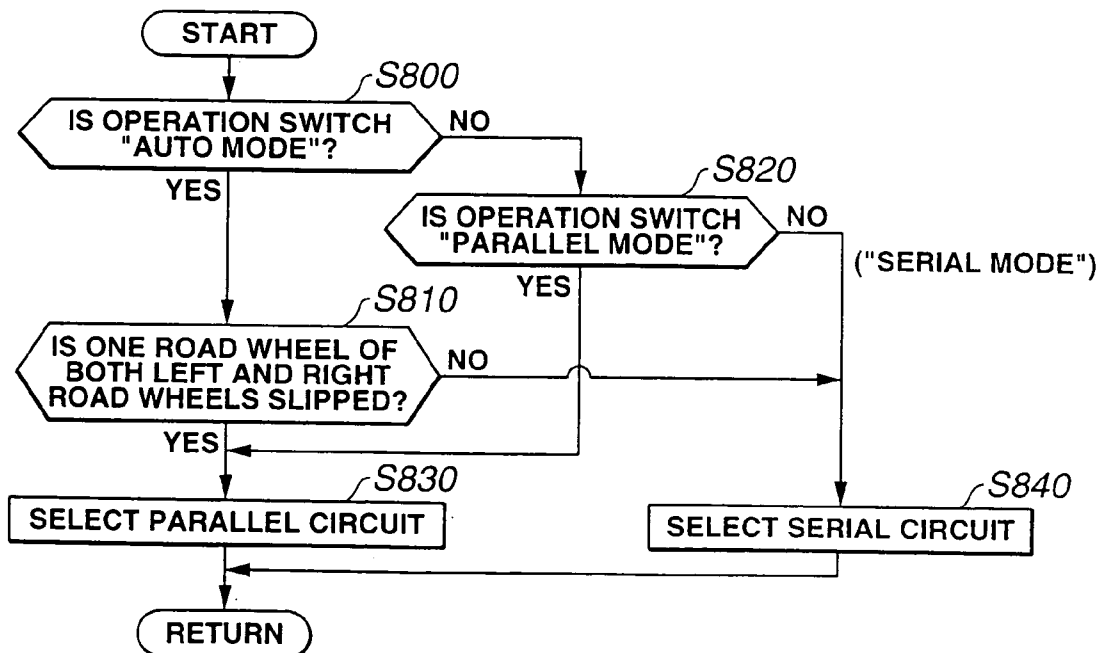 START
S800
IS OPERATION SWITCH
"AUTO MODE"?
NO
YES
S820
IS OPERATION SWITCH
"PARALLEL MODE"?
NO
YES
("SERIAL MODE")
S810
IS ONE ROAD WHEEL OF
BOTH LEFT AND RIGHT
ROAD WHEELS SLIPPED?
NO
YES
S830
SELECT PARALLEL CIRCUIT
S840
SELECT SERIAL CIRCUIT
RETURN